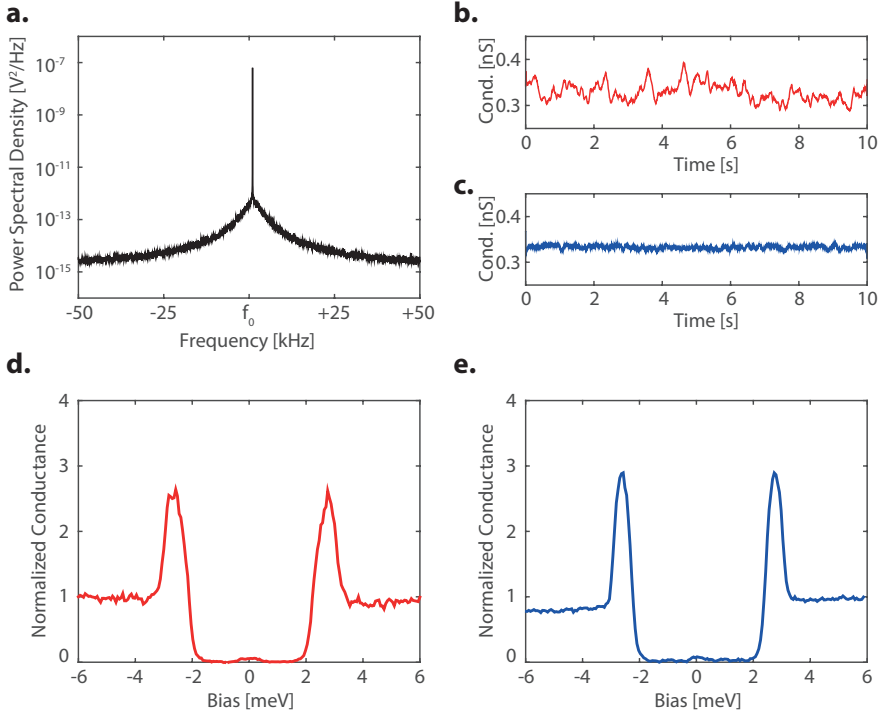 a.
Power Spectral Density [V²/Hz]
10⁻⁷
10⁻⁹
10⁻¹¹
10⁻¹³
10⁻¹⁵
-50 -25 f₀ +25 +50
Frequency [kHz]
b.
Cond. [nS]
0.4
0.3
0 2 4 6 8 10
Time [s]
c.
Cond. [nS]
0.4
0.3
0 2 4 6 8 10
Time [s]
d.
Normalized Conductance
4
3
2
1
0
-6 -4 -2 0 2 4 6
Bias [meV]
e.
Normalized Conductance
4
3
2
1
0
-6 -4 -2 0 2 4 6
Bias [meV]